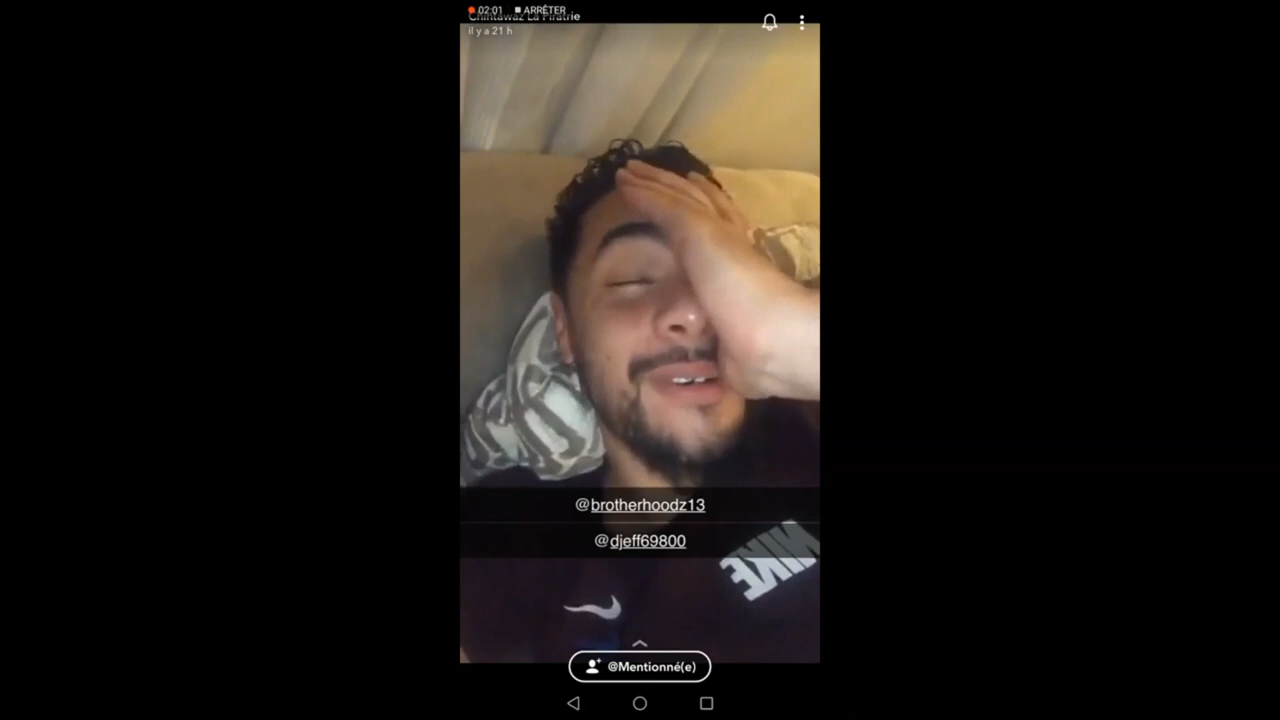 02:01 ARRÊTER
Chintawaz La Piratrie
il y a 21 h
@brotherhoodz13
@djeff69800
NIKE
@Mentionné(e)